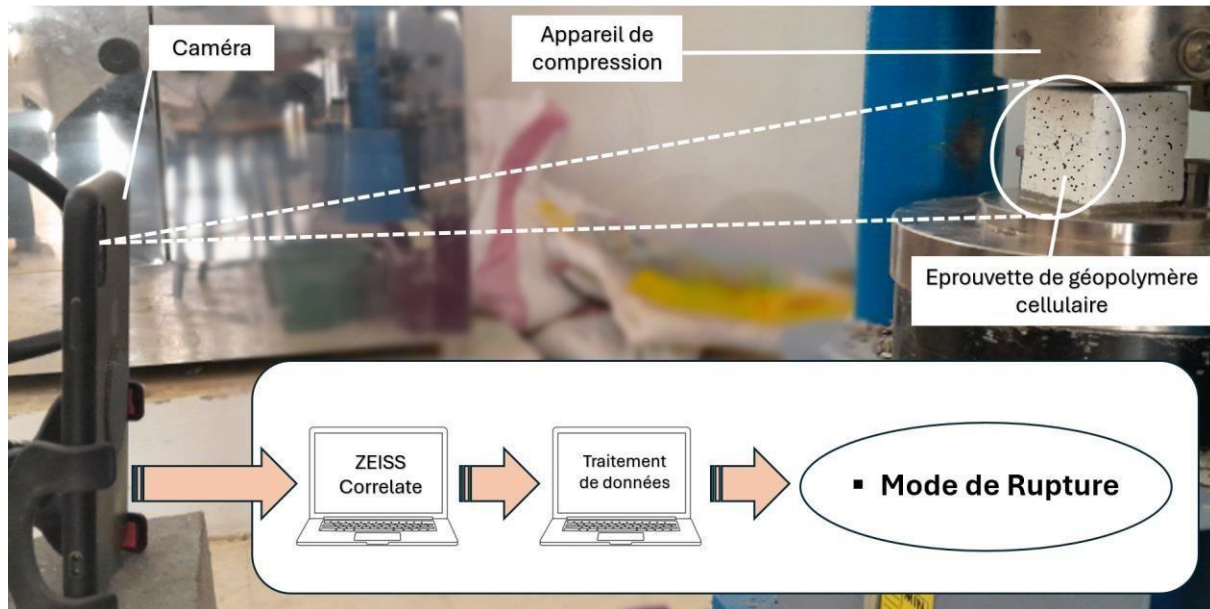 Caméra
Appareil de
compression
Eprouvette de géopolymère
cellulaire
ZEISS
Correlate
Traitement
de données
▪ Mode de Rupture